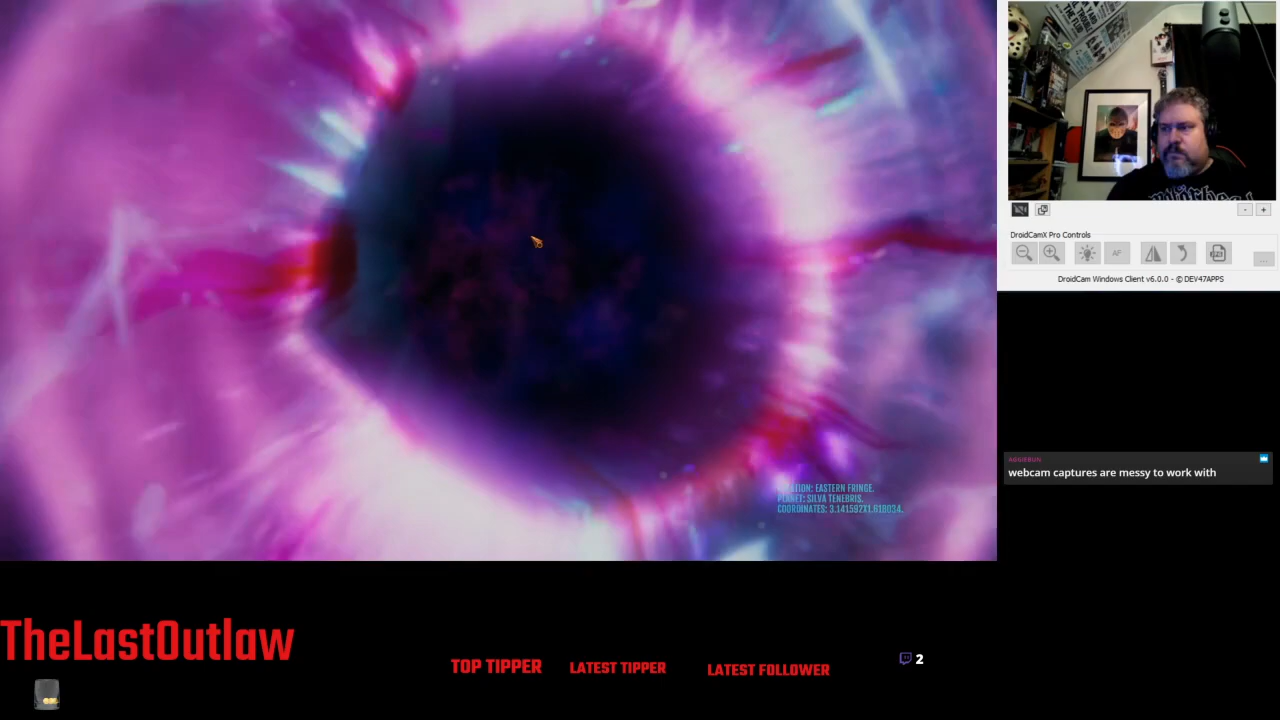 DroidCamX Pro Controls
DroidCam Windows Client v6.0.0 - © DEV47APPS
AGGIEBUN
webcam captures are messy to work with
EASTERN FRINGE.
PLANET: SILVA TENEBRIS.
COORDINATES: 3.141592X1.618034.
TheLastOutlaw
TOP TIPPER
LATEST TIPPER
LATEST FOLLOWER
2